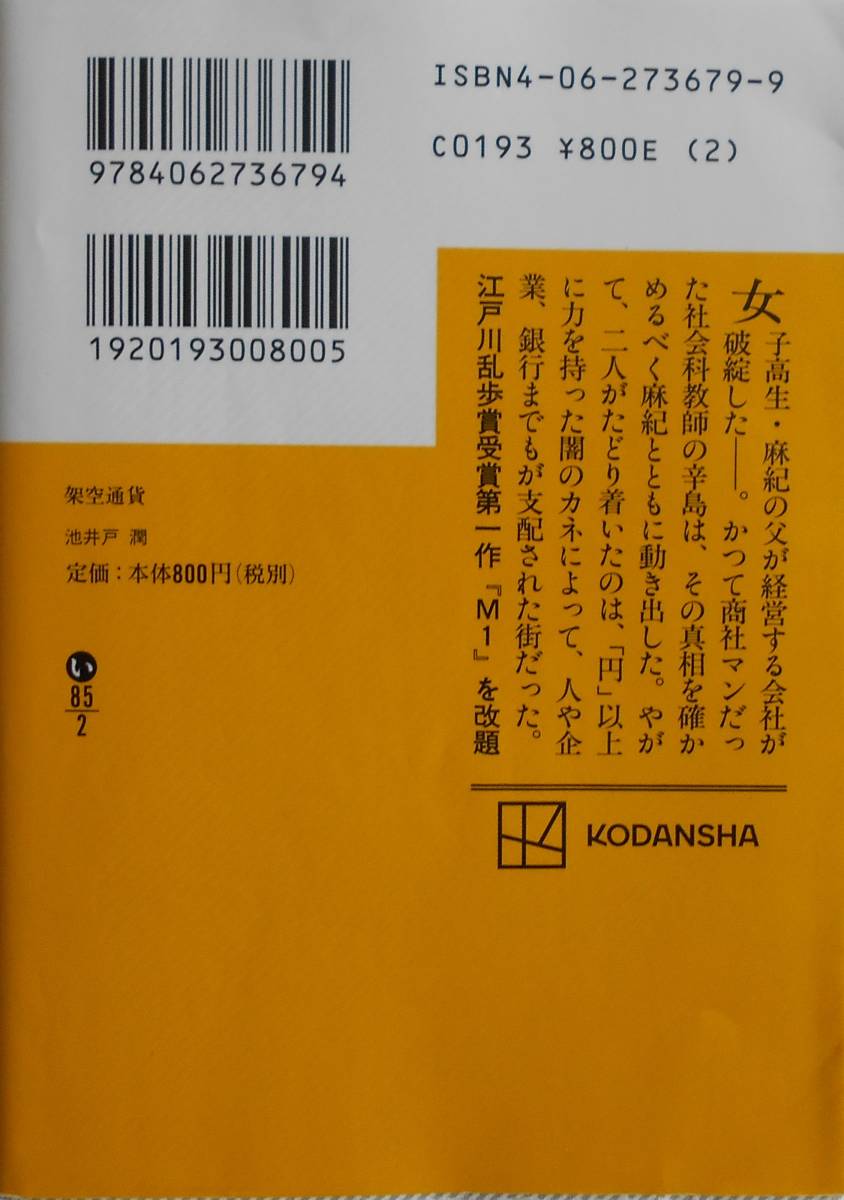 ISBN4-06-273679-9
C0193 ¥800E (2)
9784062736794
1920193008005
女子高生・麻紀の父が経営する会社が
破綻した――。かつて商社マンだっ
た社会科教師の辛島は、その真相を確か
めるべく麻紀とともに動き出した。やが
て、二人がたどり着いたのは、「円」以上
に力を持った闇のカネによって、人や企
業、銀行までもが支配された街だった。
江戸川乱歩賞受賞第一作『M1』を改題
KODANSHA
架空通貨
池井戸 潤
定価：本体800円(税別)
い
85
2